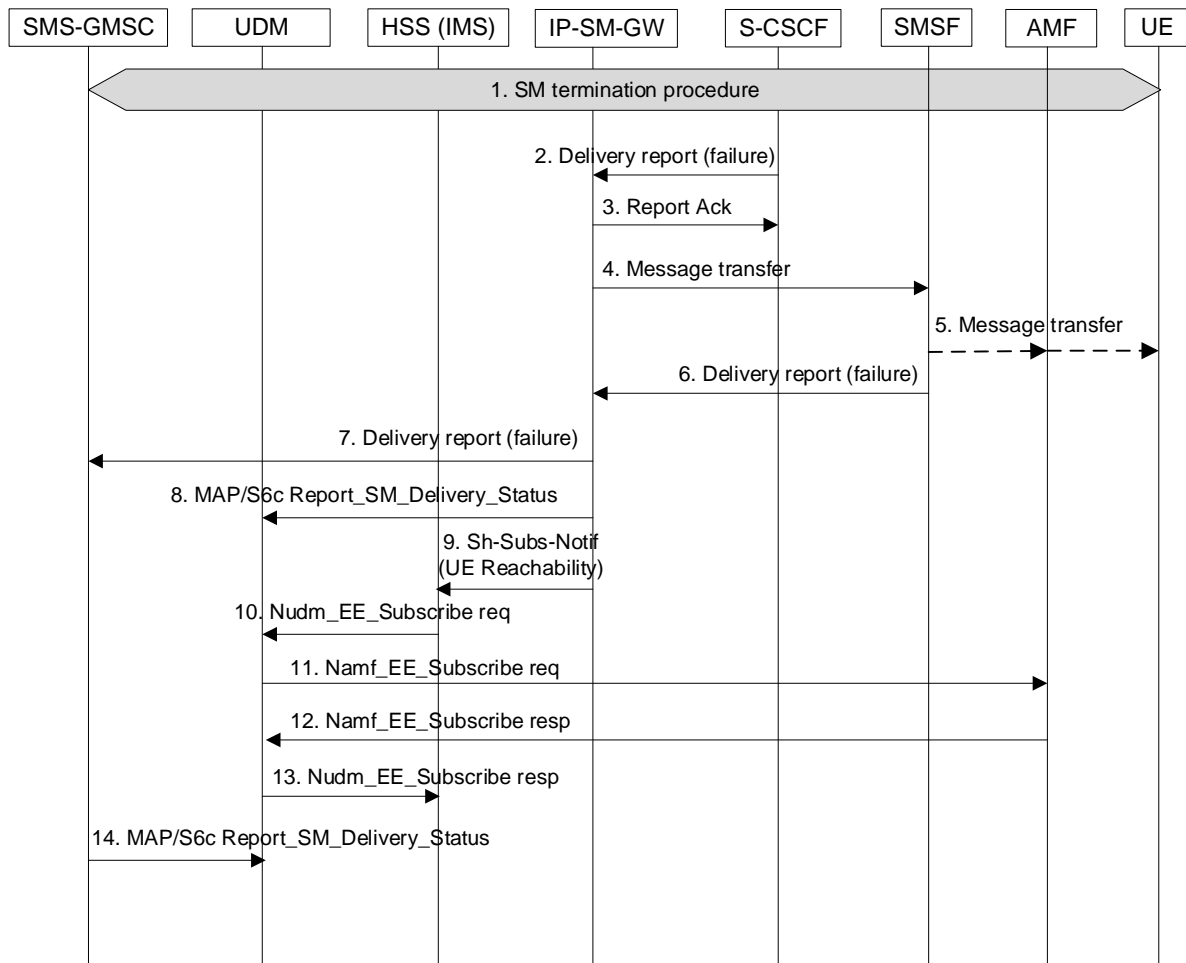 SMS-GMSC
UDM
HSS (IMS)
IP-SM-GW
S-CSCF
SMSF
AMF
UE
1. SM termination procedure
2. Delivery report (failure)
3. Report Ack
4. Message transfer
5. Message transfer
6. Delivery report (failure)
7. Delivery report (failure)
8. MAP/S6c Report_SM_Delivery_Status
9. Sh-Subs-Notif
(UE Reachability)
10. Nudm_EE_Subscribe req
11. Namf_EE_Subscribe req
12. Namf_EE_Subscribe resp
13. Nudm_EE_Subscribe resp
14. MAP/S6c Report_SM_Delivery_Status